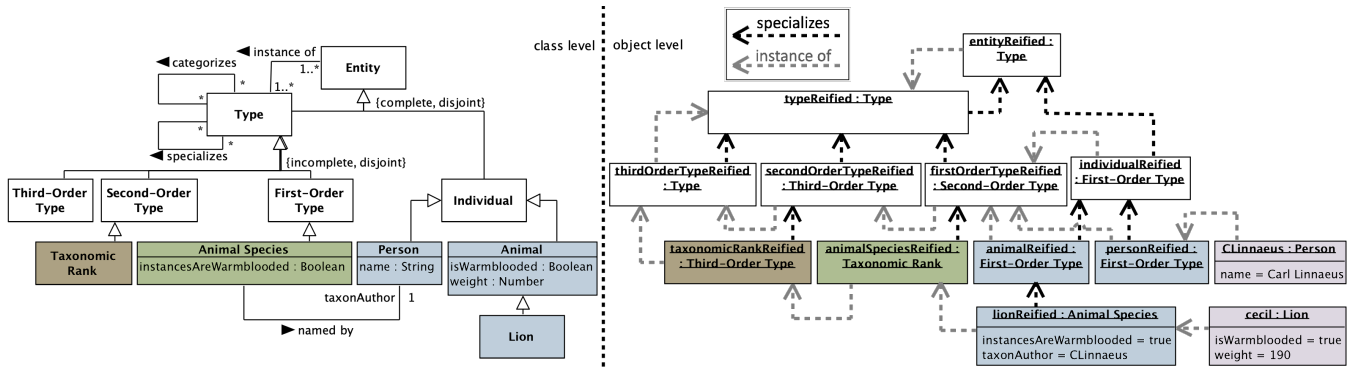 class level
object level
◀ instance of
1..*
1..*
Entity
◀ categorizes
*
*
Type
{complete, disjoint}
*
*
◀ specializes
{incomplete, disjoint}
Third-Order
Type
Second-Order
Type
First-Order
Type
Individual
Taxonomic
Rank
Animal Species
instancesAreWarmblooded : Boolean
Person
name : String
Animal
isWarmblooded : Boolean
weight : Number
taxonAuthor
1
▶ named by
Lion
specializes
instance of
entityReified :
Type
typeReified : Type
thirdOrderTypeReified
: Type
secondOrderTypeReified
: Third-Order Type
firstOrderTypeReified
: Second-Order Type
individualReified
: First-Order Type
taxonomicRankReified
: Third-Order Type
animalSpeciesReified :
Taxonomic Rank
animalReified :
First-Order Type
personReified :
First-Order Type
CLinnaeus : Person
name = Carl Linnaeus
lionReified : Animal Species
instancesAreWarmblooded = true
taxonAuthor = CLinnaeus
cecil : Lion
isWarmblooded = true
weight = 190